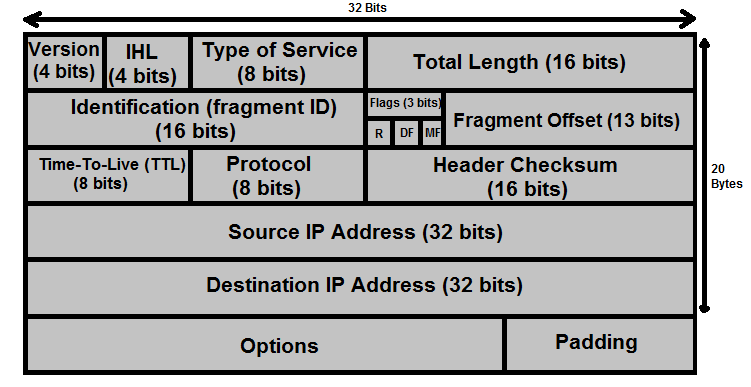 32 Bits
Version
(4 bits)
IHL
(4 bits)
Type of Service
(8 bits)
Total Length (16 bits)
Identification (fragment ID)
(16 bits)
Flags (3 bits)
R
DF
MF
Fragment Offset (13 bits)
Time-To-Live (TTL)
(8 bits)
Protocol
(8 bits)
Header Checksum
(16 bits)
20
Bytes
Source IP Address (32 bits)
Destination IP Address (32 bits)
Options
Padding